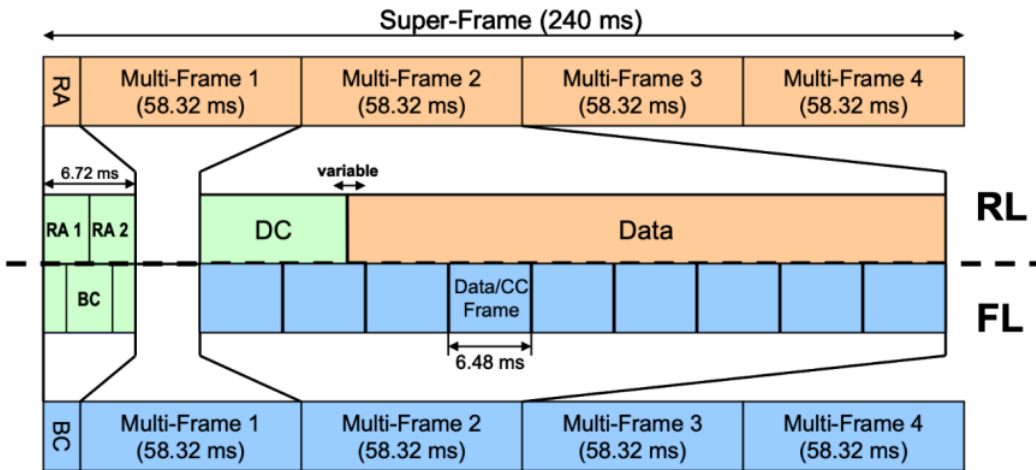 Super-Frame (240 ms)
RA
Multi-Frame 1
(58.32 ms)
Multi-Frame 2
(58.32 ms)
Multi-Frame 3
(58.32 ms)
Multi-Frame 4
(58.32 ms)
6.72 ms
variable
RA 1
RA 2
DC
Data
RL
BC
Data/CC
Frame
FL
6.48 ms
BC
Multi-Frame 1
(58.32 ms)
Multi-Frame 2
(58.32 ms)
Multi-Frame 3
(58.32 ms)
Multi-Frame 4
(58.32 ms)